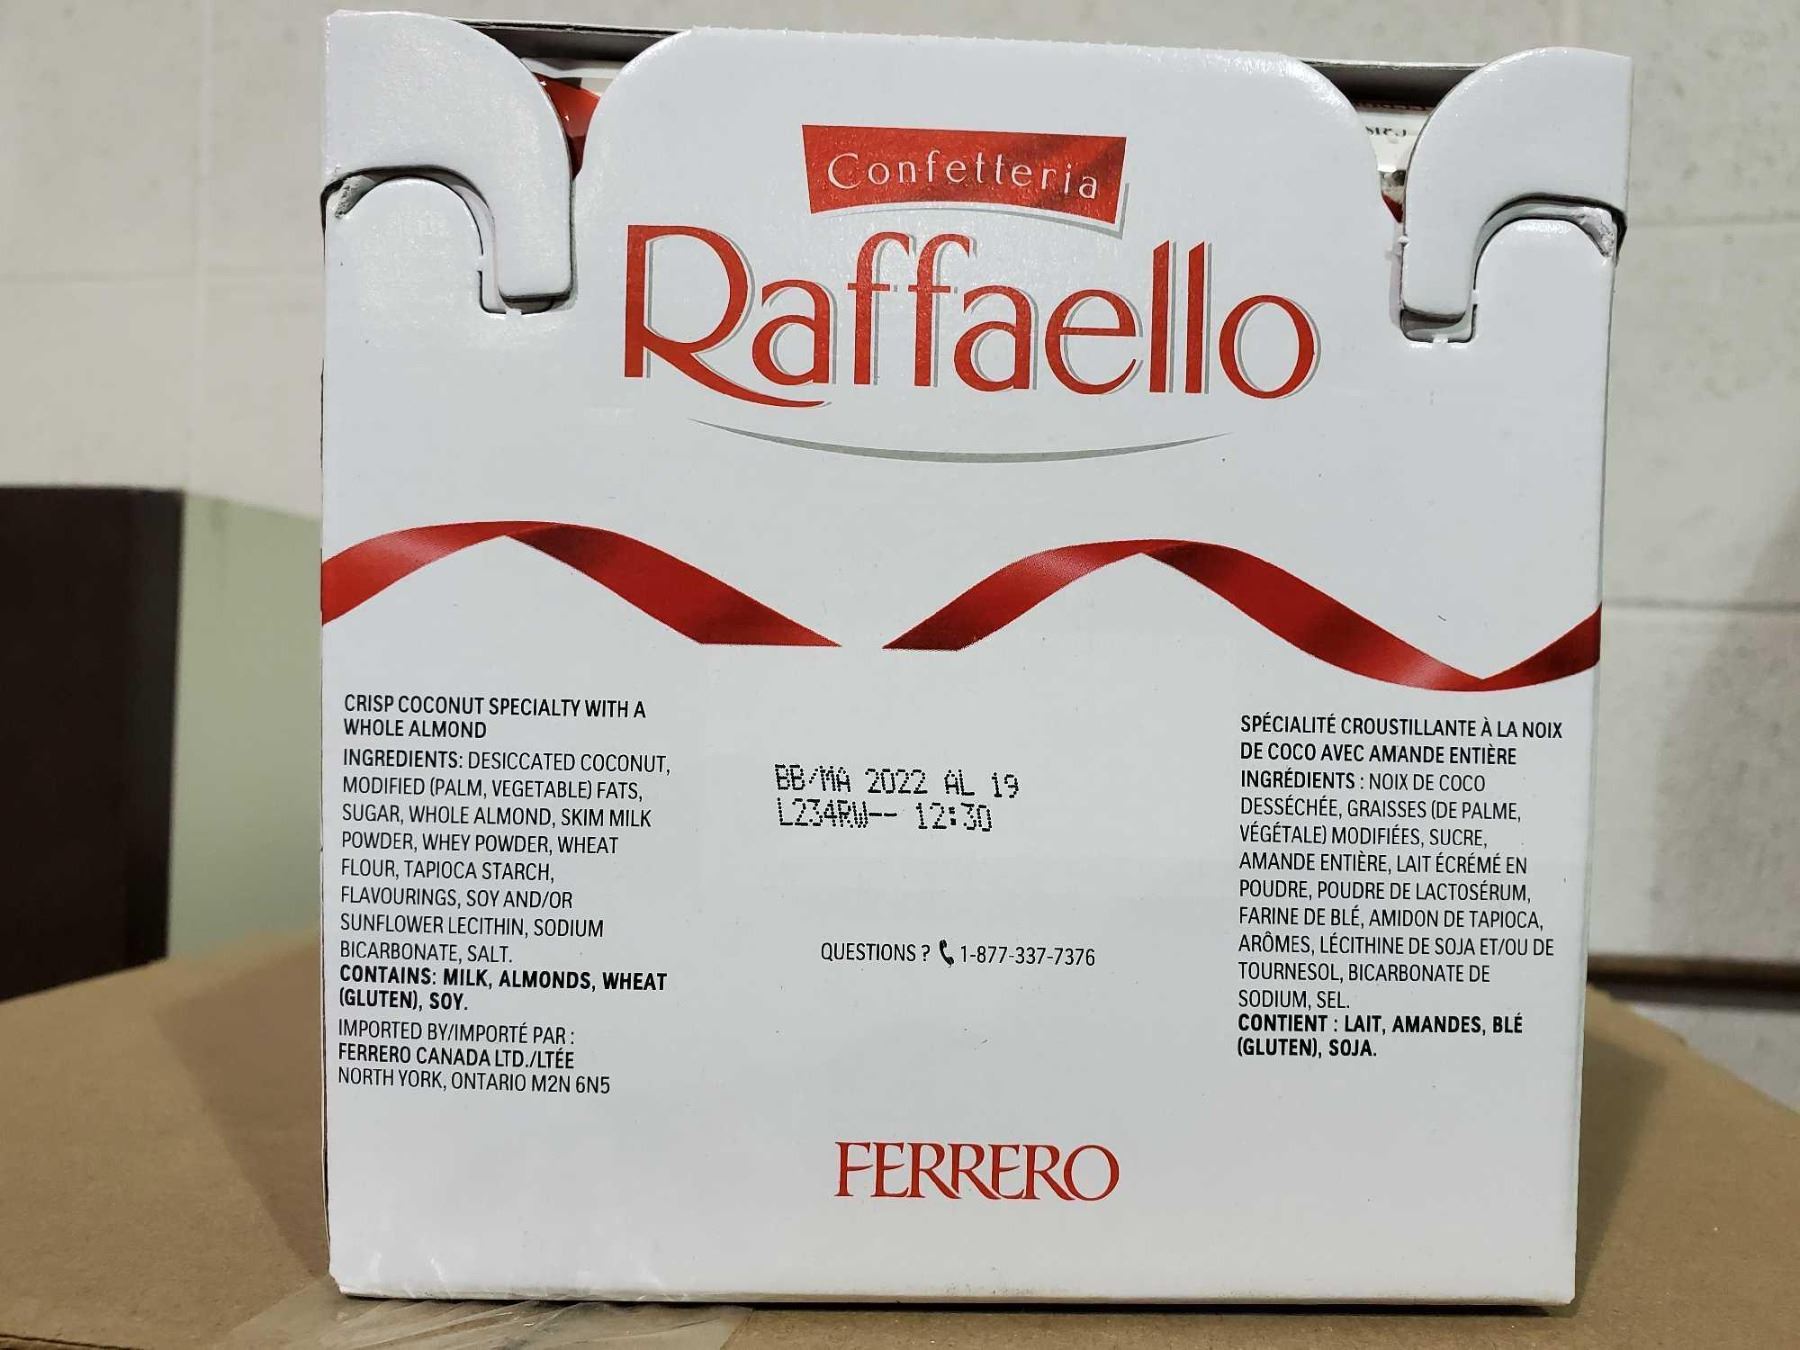 Confetteria
Raffaello
CRISP COCONUT SPECIALTY WITH A
WHOLE ALMOND
INGREDIENTS: DESICCATED COCONUT,
MODIFIED (PALM, VEGETABLE) FATS,
SUGAR, WHOLE ALMOND, SKIM MILK
POWDER, WHEY POWDER, WHEAT
FLOUR, TAPIOCA STARCH,
FLAVOURINGS, SOY AND/OR
SUNFLOWER LECITHIN, SODIUM
BICARBONATE, SALT.
CONTAINS: MILK, ALMONDS, WHEAT
(GLUTEN), SOY.
IMPORTED BY/IMPORTÉ PAR :
FERRERO CANADA LTD./LTÉE
NORTH YORK, ONTARIO M2N 6N5
BB/MA 2022 AL 19
L234RW-- 12:30
QUESTIONS ? 1-877-337-7376
SPÉCIALITÉ CROUSTILLANTE À LA NOIX
DE COCO AVEC AMANDE ENTIÈRE
INGRÉDIENTS : NOIX DE COCO
DESSÉCHÉE, GRAISSES (DE PALME,
VÉGÉTALE) MODIFIÉES, SUCRE,
AMANDE ENTIÈRE, LAIT ÉCRÉMÉ EN
POUDRE, POUDRE DE LACTOSÉRUM,
FARINE DE BLÉ, AMIDON DE TAPIOCA,
ARÔMES, LÉCITHINE DE SOJA ET/OU DE
TOURNESOL, BICARBONATE DE
SODIUM, SEL.
CONTIENT : LAIT, AMANDES, BLÉ
(GLUTEN), SOJA.
FERRERO